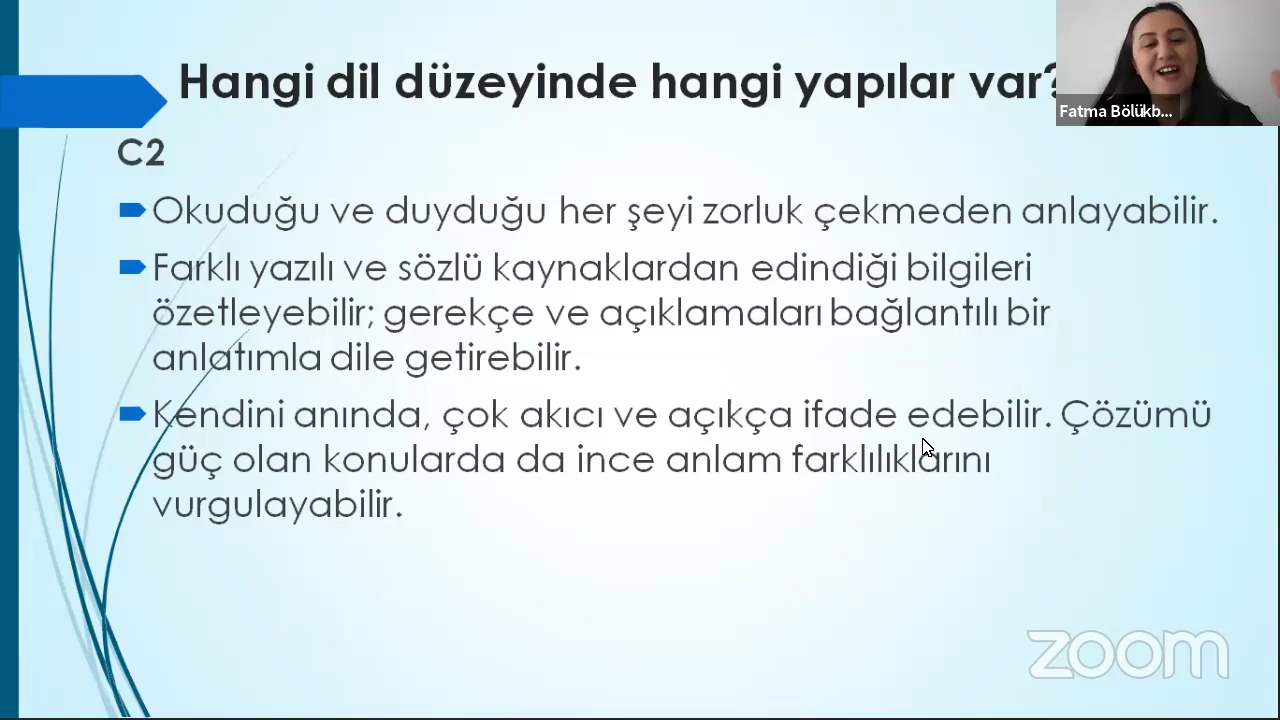 Hangi dil düzeyinde hangi yapılar var?
Fatma Bölükb...
C2
Okuduğu ve duyduğu her şeyi zorluk çekmeden anlayabilir.
Farklı yazılı ve sözlü kaynaklardan edindiği bilgileri
özetleyebilir; gerekçe ve açıklamaları bağlantılı bir
anlatımla dile getirebilir.
Kendini anında, çok akıcı ve açıkça ifade edebilir. Çözümü
güç olan konularda da ince anlam farklılıklarını
vurgulayabilir.
zoom